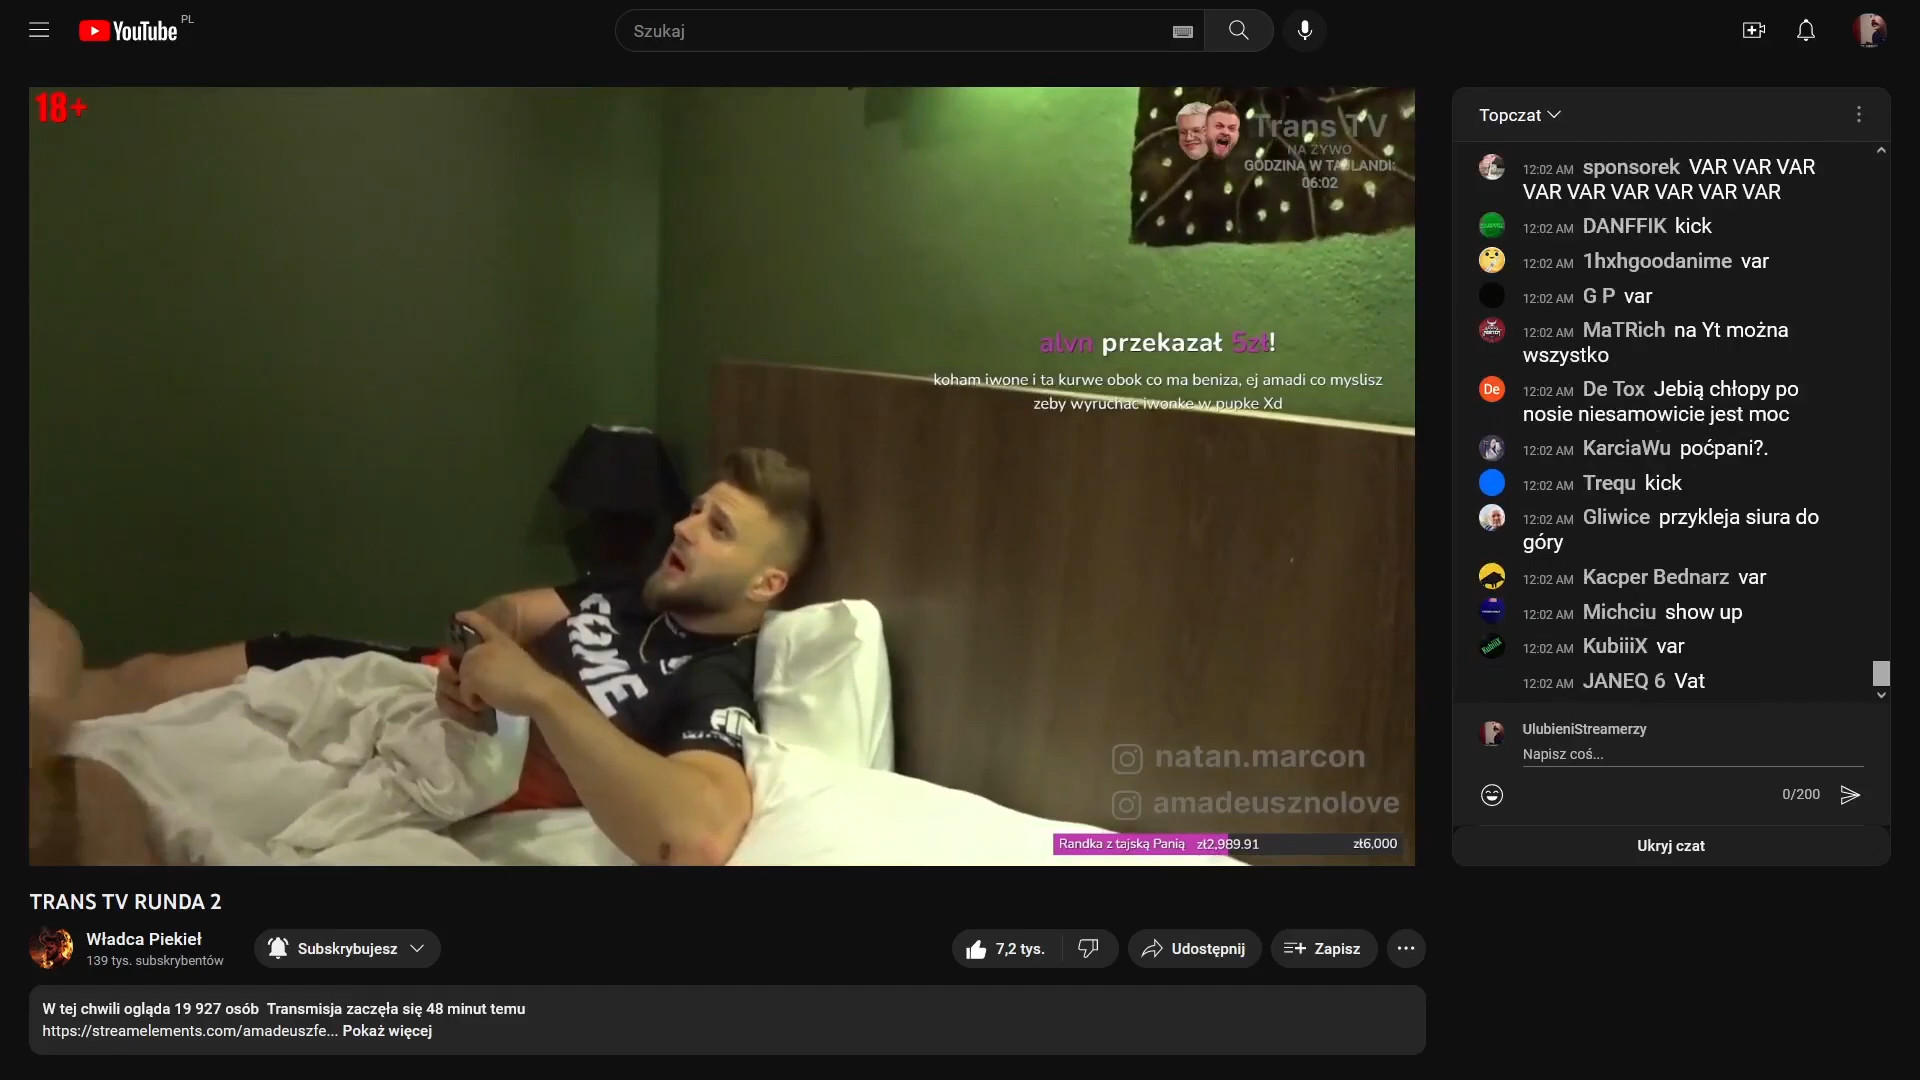 YouTube PL
Szukaj
18+
Trans TV
NA ŻYWO
GODZINA W TAJLANDI:
06:02
alvn przekazał 5zł!
koham iwone i ta kurwe obok co ma beniza, ej amadi co myslisz
zeby wyruchac iwonke w pupke Xd
COME
natan.marcon
amadeusznolove
Randka z tajską Panią zł2,989.91 zł6,000
Topczat
12:02 AM sponsorek VAR VAR VAR
VAR VAR VAR VAR VAR VAR
12:02 AM DANFFIK kick
12:02 AM 1hxhgoodanime var
12:02 AM G P var
12:02 AM MaTRich na Yt można
wszystko
De 12:02 AM De Tox Jebią chłopy po
nosie niesamowicie jest moc
12:02 AM KarciaWu poćpani?.
12:02 AM Trequ kick
12:02 AM Gliwice przykleja siura do
góry
12:02 AM Kacper Bednarz var
12:02 AM Michciu show up
12:02 AM KubiiiX var
12:02 AM JANEQ 6 Vat
UlubieniStreamerzy
Napisz coś...
0/200
Ukryj czat
TRANS TV RUNDA 2
Władca Piekieł
139 tys. subskrybentów
Subskrybujesz
7,2 tys.
Udostępnij
Zapisz
W tej chwili ogląda 19 927 osób Transmisja zaczęła się 48 minut temu
https://streamelements.com/amadeuszfe... Pokaż więcej